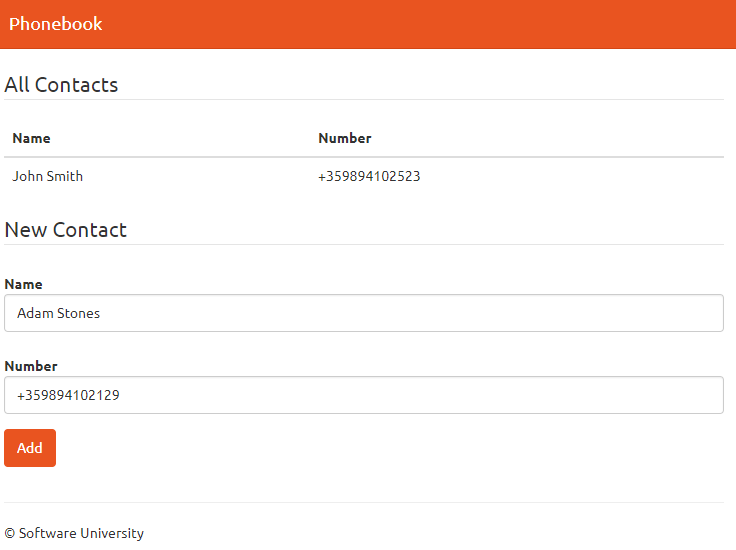 Phonebook
All Contacts
Name Number
John Smith +359894102523
New Contact
Name
Adam Stones
Number
+359894102129
Add
© Software University